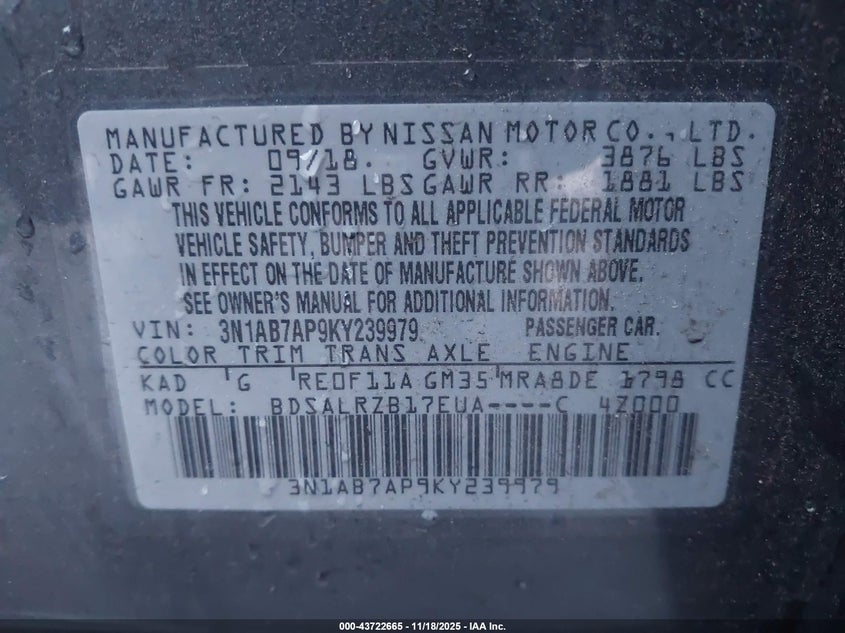 MANUFACTURED BY NISSAN MOTOR CO., LTD.
DATE: 09/18. GVWR: 3876 LBS
GAWR FR: 2143 LBS GAWR RR: 1881 LBS
THIS VEHICLE CONFORMS TO ALL APPLICABLE FEDERAL MOTOR
VEHICLE SAFETY, BUMPER AND THEFT PREVENTION STANDARDS
IN EFFECT ON THE DATE OF MANUFACTURE SHOWN ABOVE.
SEE OWNER'S MANUAL FOR ADDITIONAL INFORMATION.
VIN: 3N1AB7AP9KY239979 PASSENGER CAR.
COLOR TRIM TRANS AXLE ENGINE
KAD G RE0F11A GM35 MRA8DE 1798 CC
MODEL: BDSALRZB17EUA----C 4Z000
3N1AB7AP9KY239979
000-43722665 - 11/18/2025 - IAA Inc.